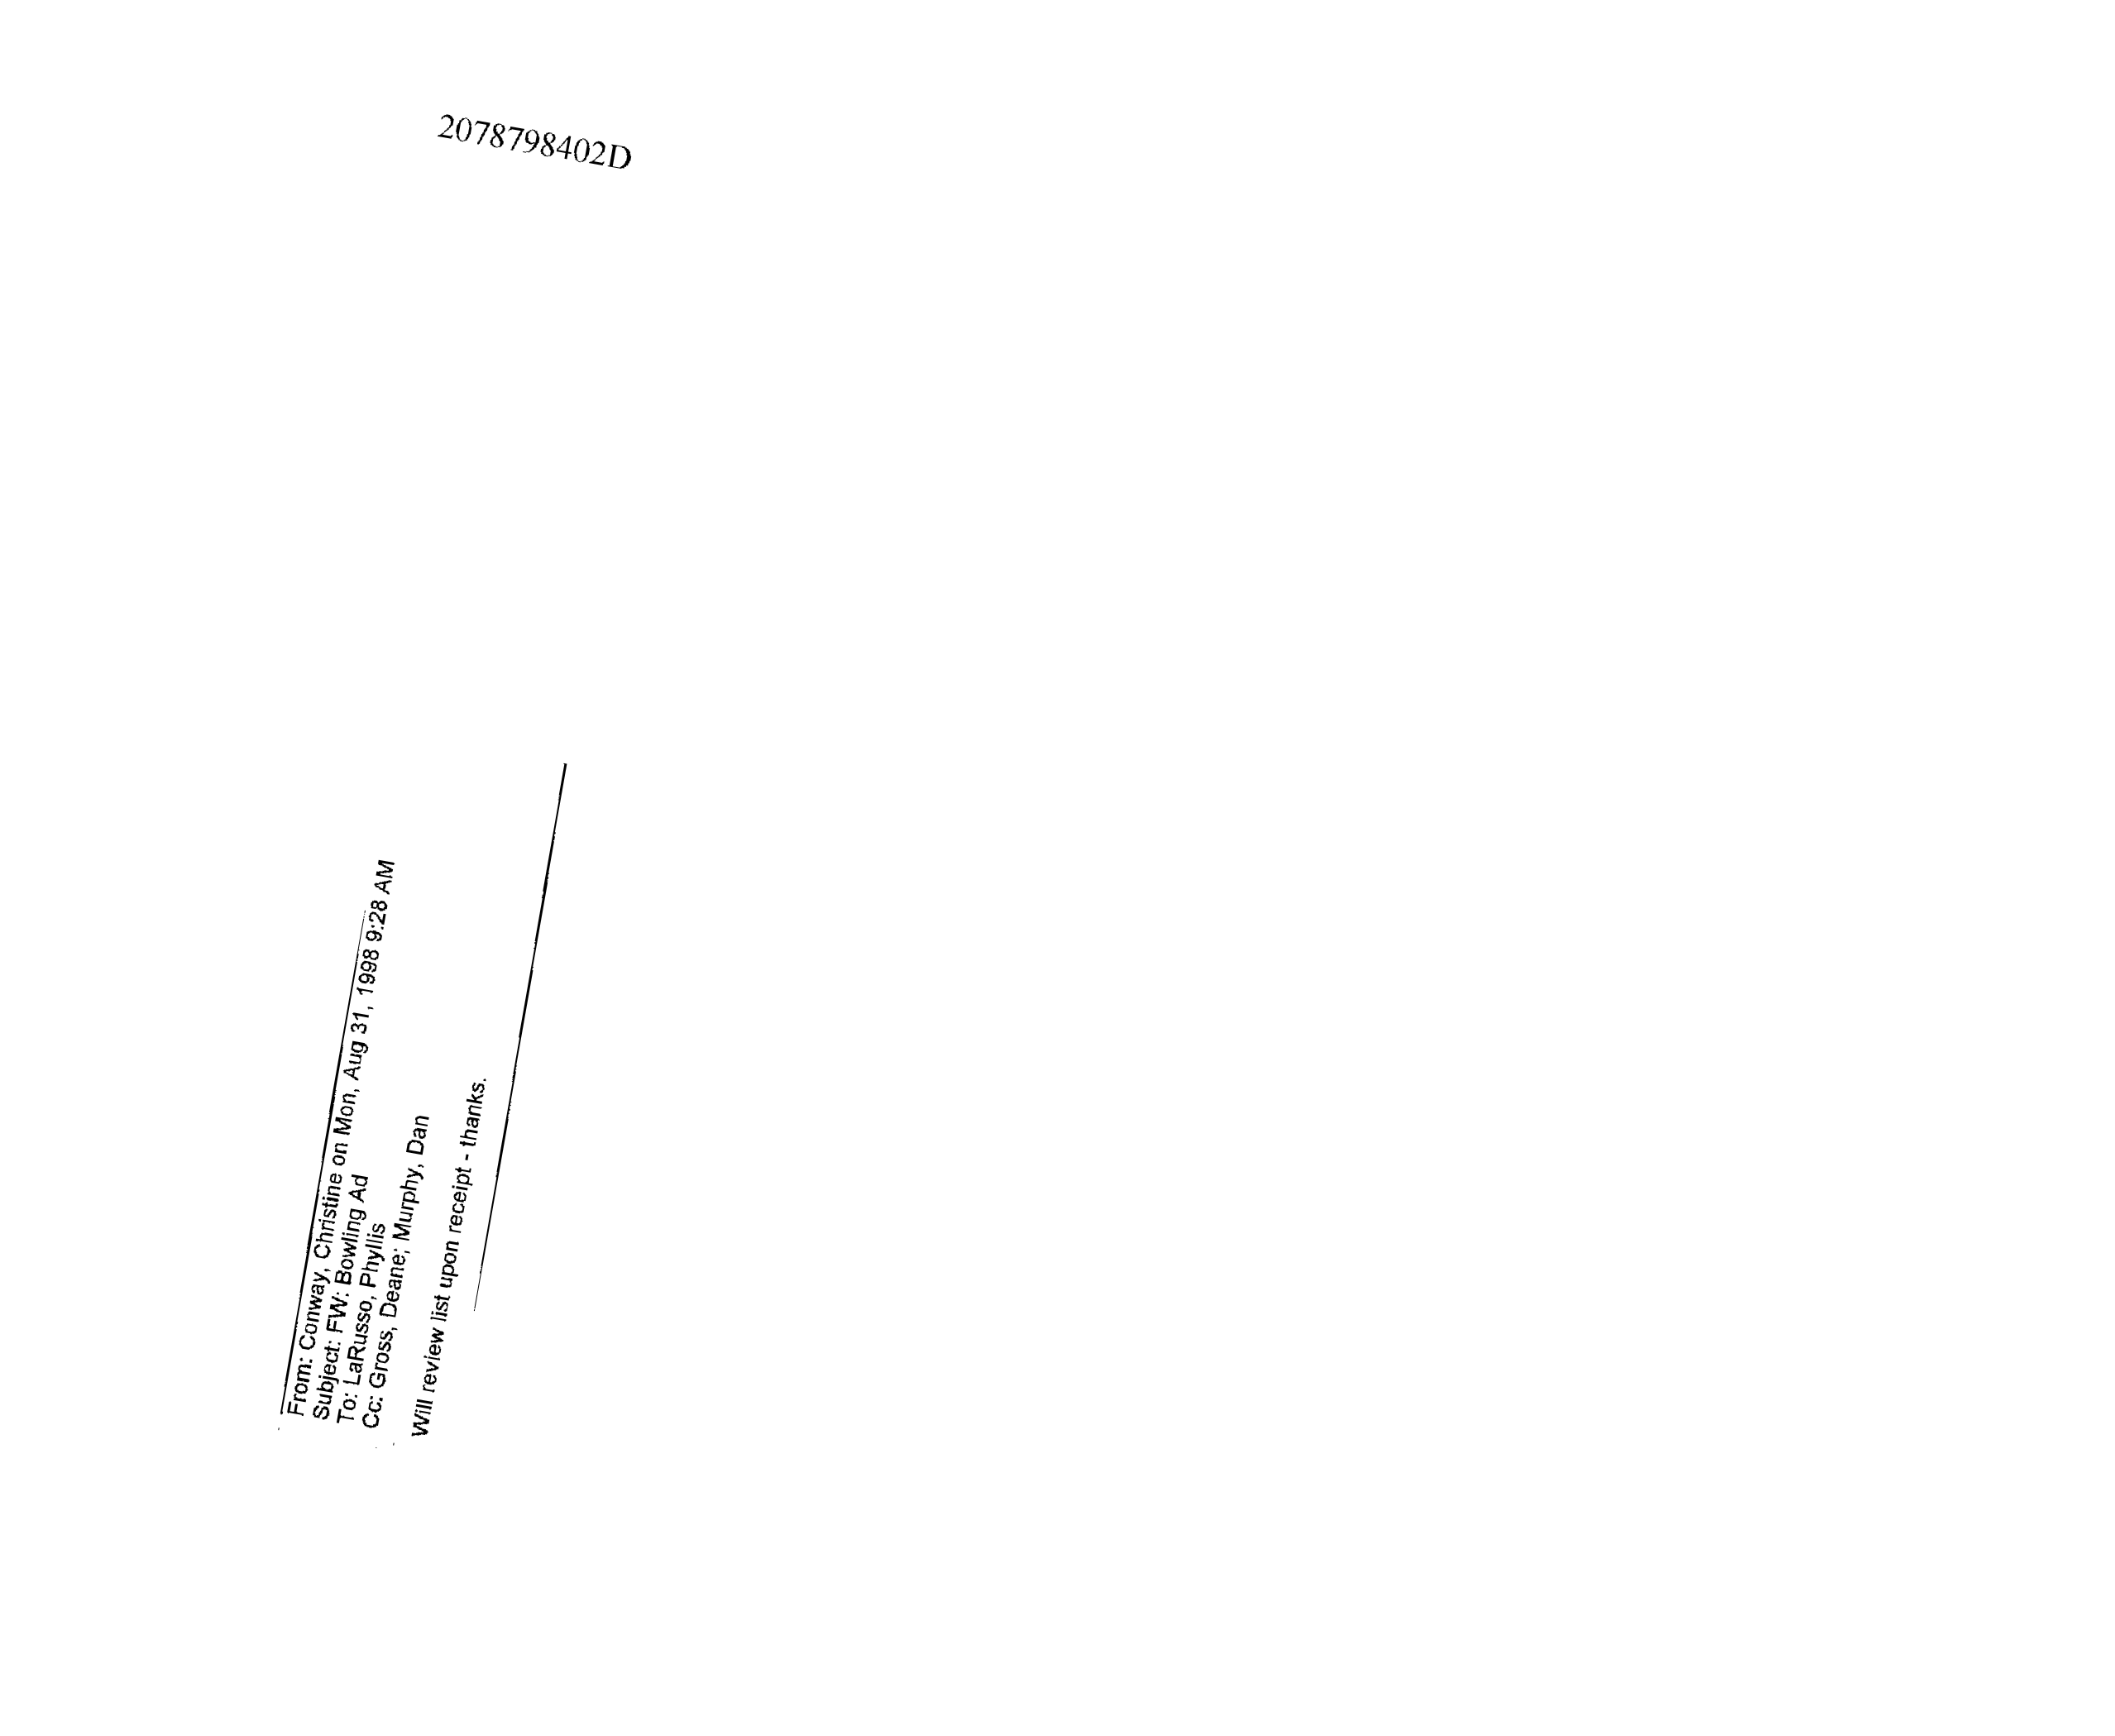 From: Conway, Christine on Mon, Aug 31, 1998 9:28 AM
Subject: FW: Bowling Ad
To: LaRusso, Phyllis
Cc: Gross, Deane; Murphy, Dan
Will review list upon receipt - thanks.
2078798402D